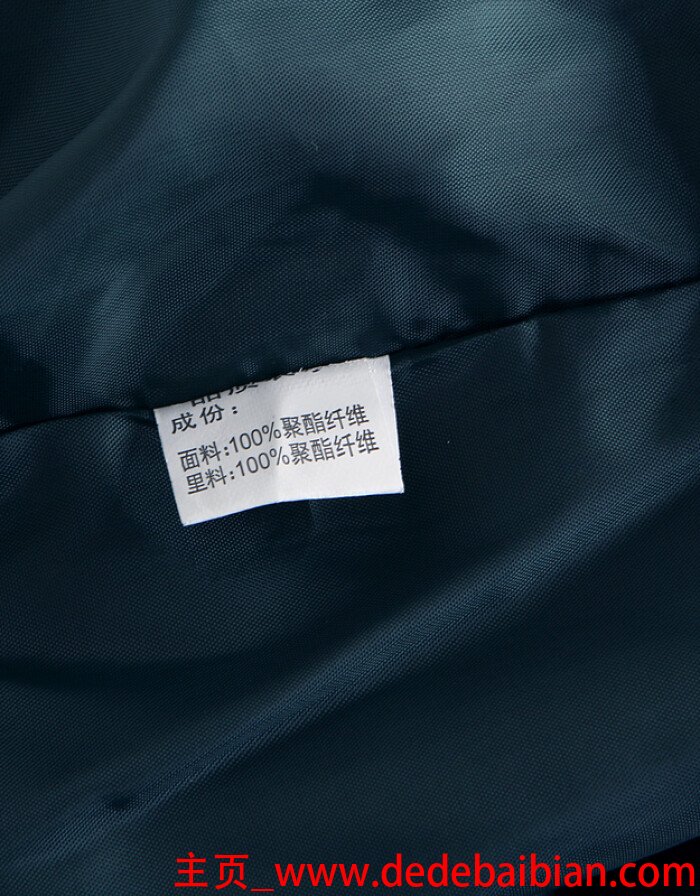 成份:
面料:100%聚酯纤维
里料:100%聚酯纤维
主页_www.dedebaibian.com